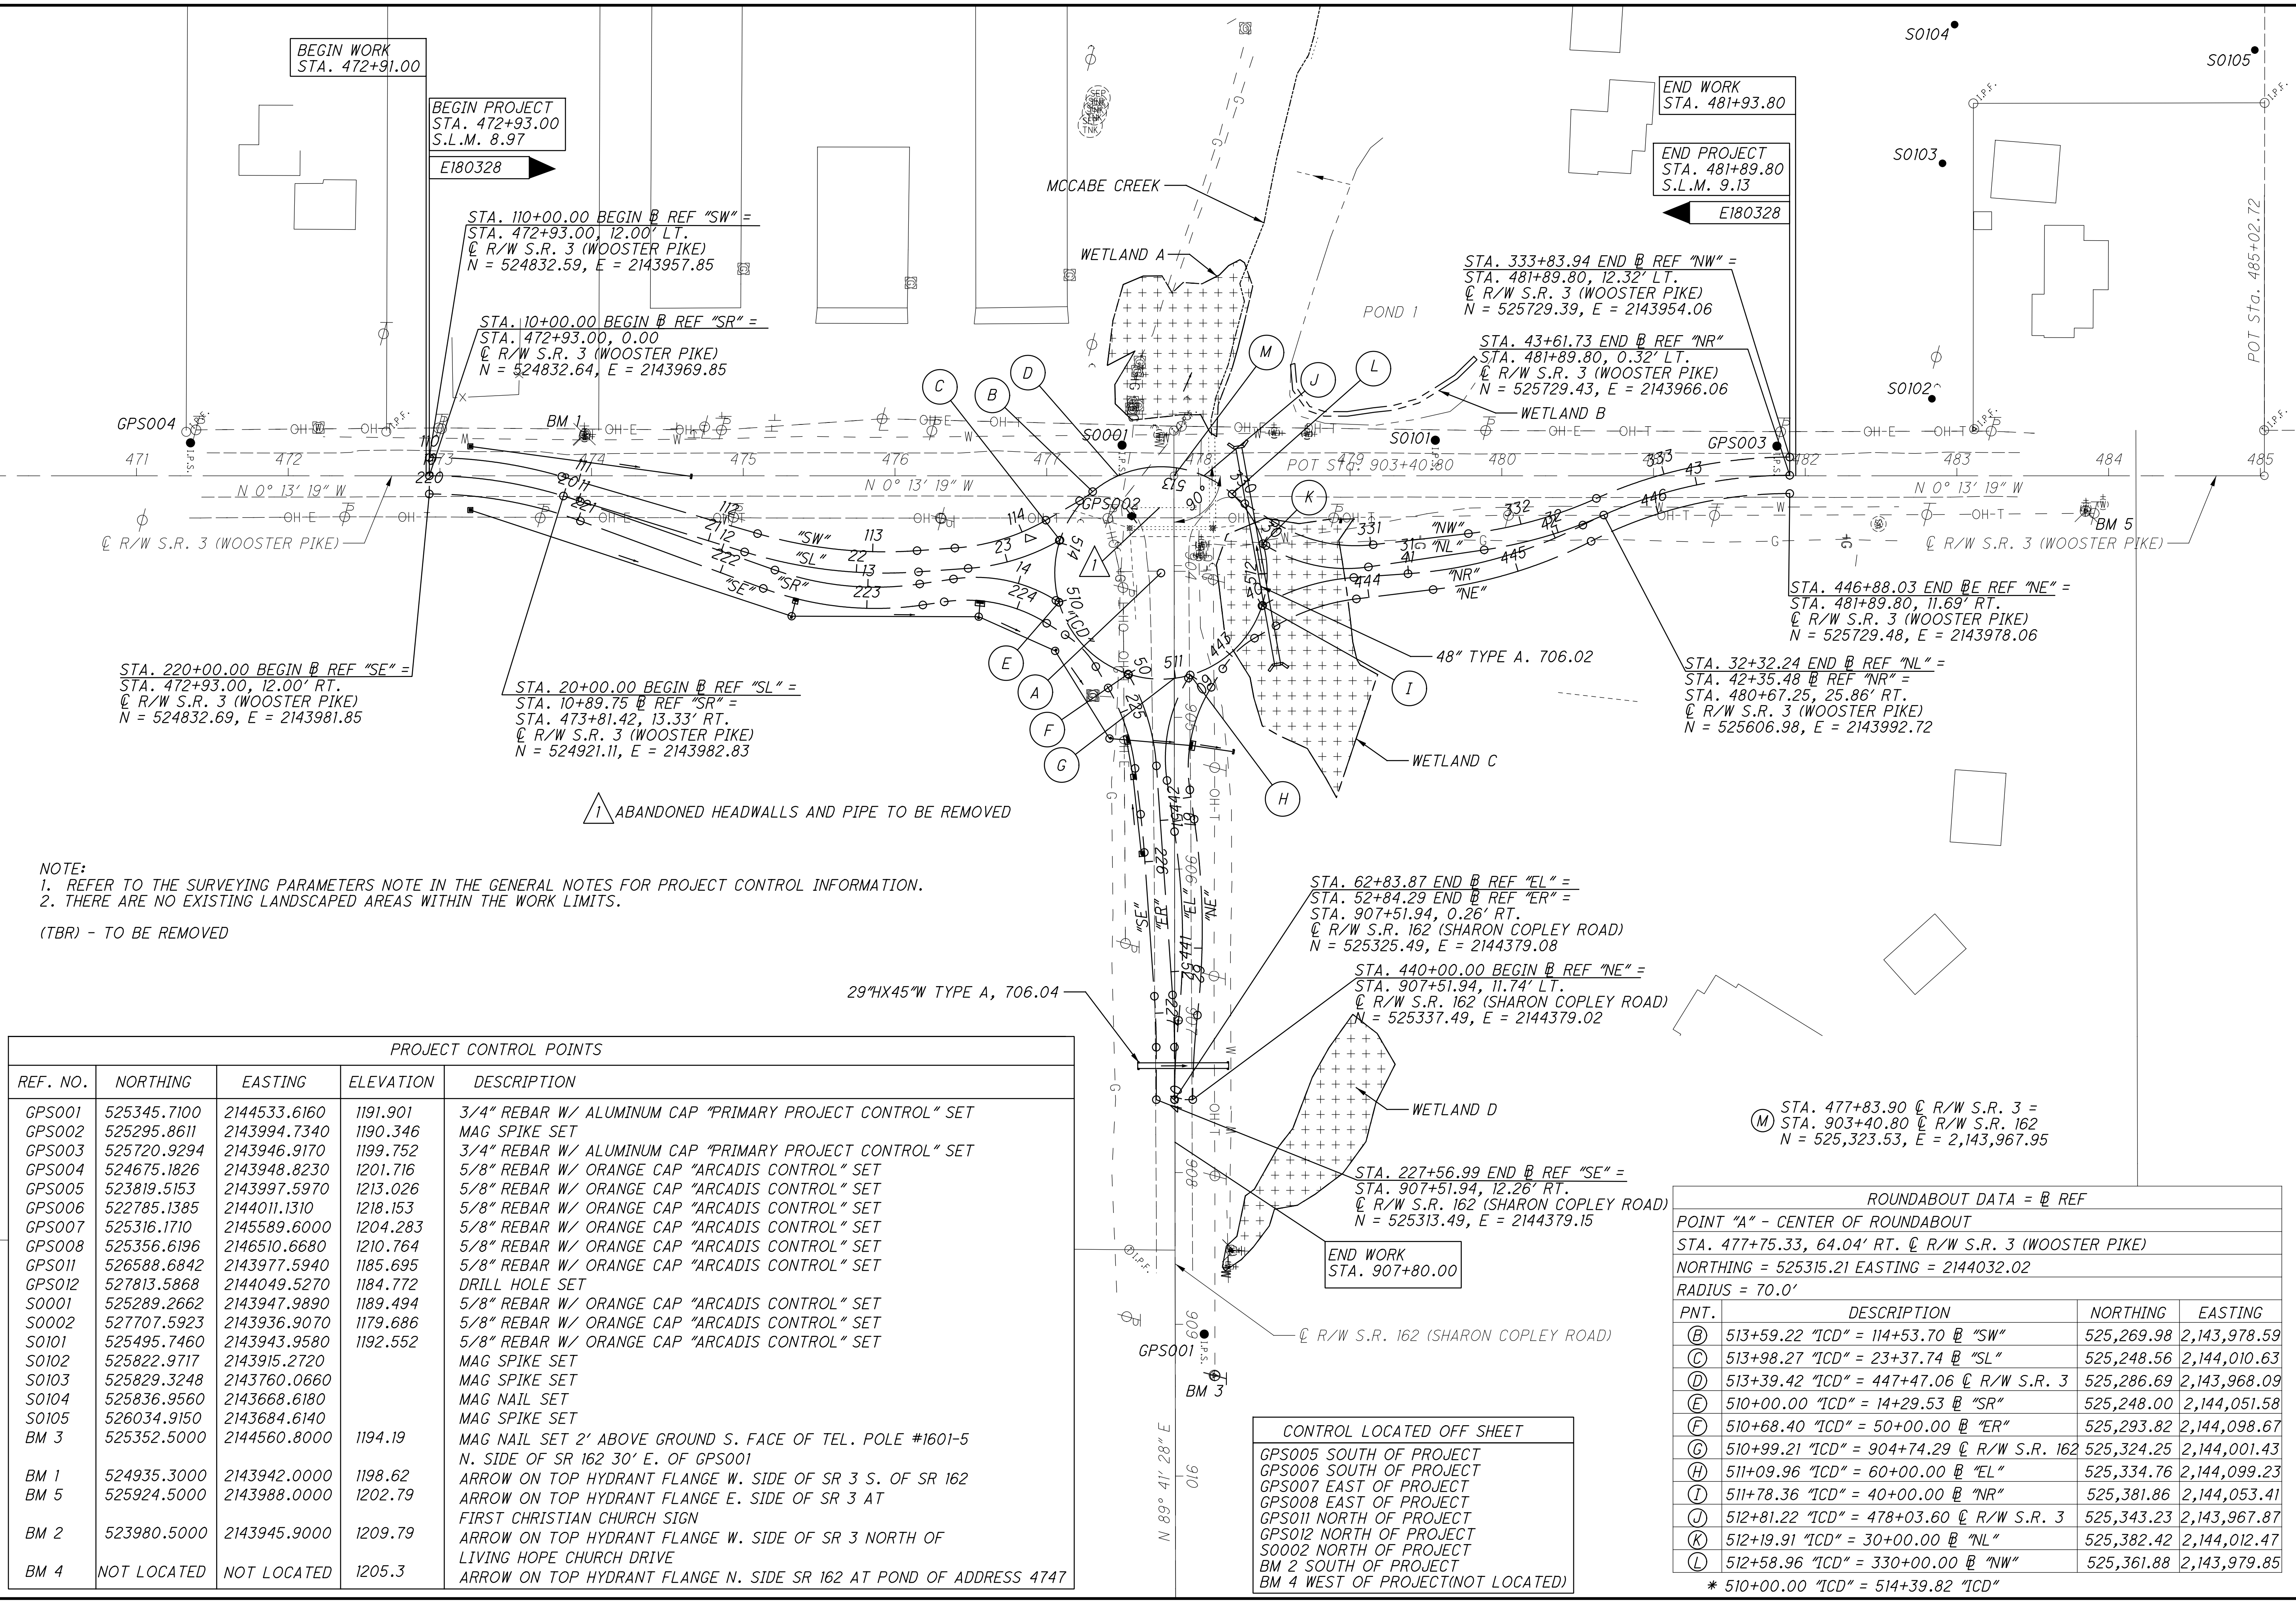 BEGIN WORK
STA. 472+91.00
BEGIN PROJECT
STA. 472+93.00
S.L.M. 8.97
E180328
STA. 110+00.00 BEGIN ℄ REF "SW" =
STA. 472+93.00, 12.00' LT.
℄ R/W S.R. 3 (WOOSTER PIKE)
N = 524832.59, E = 2143957.85
STA. 10+00.00 BEGIN ℄ REF "SR" =
STA. 472+93.00, 0.00
℄ R/W S.R. 3 (WOOSTER PIKE)
N = 524832.64, E = 2143969.85
MCCABE CREEK
WETLAND A
POND 1
END WORK
STA. 481+93.80
END PROJECT
STA. 481+89.80
S.L.M. 9.13
E180328
STA. 333+83.94 END ℄ REF "NW" =
STA. 481+89.80, 12.32' LT.
℄ R/W S.R. 3 (WOOSTER PIKE)
N = 525729.39, E = 2143954.06
STA. 43+61.73 END ℄ REF "NR" =
STA. 481+89.80, 0.32' LT.
℄ R/W S.R. 3 (WOOSTER PIKE)
N = 525729.43, E = 2143966.06
WETLAND B
S0104
S0105
S0103
S0102
POT Sta. 485+02.72
GPS004
BM 1
S0001
S0101
GPS003
GPS002
BM 5
C
B
D
M
J
L
K
471
472
473
474
475
476
477
478
479
480
482
483
484
485
POT Sta. 903+40.80
N 0° 13' 19" W
N 0° 13' 19" W
N 0° 13' 19" W
℄ R/W S.R. 3 (WOOSTER PIKE)
℄ R/W S.R. 3 (WOOSTER PIKE)
"SW"
"SL"
"SR"
"SE"
"NW"
"NL"
"NR"
"NE"
"ICD"
90°
1
E
A
F
G
H
I
STA. 220+00.00 BEGIN ℄ REF "SE" =
STA. 472+93.00, 12.00' RT.
℄ R/W S.R. 3 (WOOSTER PIKE)
N = 524832.69, E = 2143981.85
STA. 20+00.00 BEGIN ℄ REF "SL" =
STA. 10+89.75 ℄ REF "SR" =
STA. 473+81.42, 13.33' RT.
℄ R/W S.R. 3 (WOOSTER PIKE)
N = 524921.11, E = 2143982.83
48" TYPE A. 706.02
WETLAND C
STA. 446+88.03 END ℄E REF "NE" =
STA. 481+89.80, 11.69' RT.
℄ R/W S.R. 3 (WOOSTER PIKE)
N = 525729.48, E = 2143978.06
STA. 32+32.24 END ℄ REF "NL" =
STA. 42+35.48 ℄ REF "NR" =
STA. 480+67.25, 25.86' RT.
℄ R/W S.R. 3 (WOOSTER PIKE)
N = 525606.98, E = 2143992.72
1 ABANDONED HEADWALLS AND PIPE TO BE REMOVED
NOTE:
1. REFER TO THE SURVEYING PARAMETERS NOTE IN THE GENERAL NOTES FOR PROJECT CONTROL INFORMATION.
2. THERE ARE NO EXISTING LANDSCAPED AREAS WITHIN THE WORK LIMITS.
(TBR) - TO BE REMOVED
"SE"
"ER"
"EL"
"NE"
29"HX45"W TYPE A, 706.04
STA. 62+83.87 END ℄ REF "EL" =
STA. 52+84.29 END ℄ REF "ER" =
STA. 907+51.94, 0.26' RT.
℄ R/W S.R. 162 (SHARON COPLEY ROAD)
N = 525325.49, E = 2144379.08
STA. 440+00.00 BEGIN ℄ REF "NE" =
STA. 907+51.94, 11.74' LT.
℄ R/W S.R. 162 (SHARON COPLEY ROAD)
N = 525337.49, E = 2144379.02
WETLAND D
STA. 227+56.99 END ℄ REF "SE" =
STA. 907+51.94, 12.26' RT.
℄ R/W S.R. 162 (SHARON COPLEY ROAD)
N = 525313.49, E = 2144379.15
END WORK
STA. 907+80.00
℄ R/W S.R. 162 (SHARON COPLEY ROAD)
GPS001
BM 3
N 89° 41' 28" E
M STA. 477+83.90 ℄ R/W S.R. 3 =
STA. 903+40.80 ℄ R/W S.R. 162
N = 525,323.53, E = 2,143,967.95
PROJECT CONTROL POINTS
REF. NO. NORTHING EASTING ELEVATION DESCRIPTION
GPS001 525345.7100 2144533.6160 1191.901 3/4" REBAR W/ ALUMINUM CAP "PRIMARY PROJECT CONTROL" SET
GPS002 525295.8611 2143994.7340 1190.346 MAG SPIKE SET
GPS003 525720.9294 2143946.9170 1199.752 3/4" REBAR W/ ALUMINUM CAP "PRIMARY PROJECT CONTROL" SET
GPS004 524675.1826 2143948.8230 1201.716 5/8" REBAR W/ ORANGE CAP "ARCADIS CONTROL" SET
GPS005 523819.5153 2143997.5970 1213.026 5/8" REBAR W/ ORANGE CAP "ARCADIS CONTROL" SET
GPS006 522785.1385 2144011.1310 1218.153 5/8" REBAR W/ ORANGE CAP "ARCADIS CONTROL" SET
GPS007 525316.1710 2145589.6000 1204.283 5/8" REBAR W/ ORANGE CAP "ARCADIS CONTROL" SET
GPS008 525356.6196 2146510.6680 1210.764 5/8" REBAR W/ ORANGE CAP "ARCADIS CONTROL" SET
GPS011 526588.6842 2143977.5940 1185.695 5/8" REBAR W/ ORANGE CAP "ARCADIS CONTROL" SET
GPS012 527813.5868 2144049.5270 1184.772 DRILL HOLE SET
S0001 525289.2662 2143947.9890 1189.494 5/8" REBAR W/ ORANGE CAP "ARCADIS CONTROL" SET
S0002 527707.5923 2143936.9070 1179.686 5/8" REBAR W/ ORANGE CAP "ARCADIS CONTROL" SET
S0101 525495.7460 2143943.9580 1192.552 5/8" REBAR W/ ORANGE CAP "ARCADIS CONTROL" SET
S0102 525822.9717 2143915.2720 MAG SPIKE SET
S0103 525829.3248 2143760.0660 MAG SPIKE SET
S0104 525836.9560 2143668.6180 MAG NAIL SET
S0105 526034.9150 2143684.6140 MAG SPIKE SET
BM 3 525352.5000 2144560.8000 1194.19 MAG NAIL SET 2' ABOVE GROUND S. FACE OF TEL. POLE #1601-5
N. SIDE OF SR 162 30' E. OF GPS001
BM 1 524935.3000 2143942.0000 1198.62 ARROW ON TOP HYDRANT FLANGE W. SIDE OF SR 3 S. OF SR 162
BM 5 525924.5000 2143988.0000 1202.79 ARROW ON TOP HYDRANT FLANGE E. SIDE OF SR 3 AT
FIRST CHRISTIAN CHURCH SIGN
BM 2 523980.5000 2143945.9000 1209.79 ARROW ON TOP HYDRANT FLANGE W. SIDE OF SR 3 NORTH OF
LIVING HOPE CHURCH DRIVE
BM 4 NOT LOCATED NOT LOCATED 1205.3 ARROW ON TOP HYDRANT FLANGE N. SIDE SR 162 AT POND OF ADDRESS 4747
CONTROL LOCATED OFF SHEET
GPS005 SOUTH OF PROJECT
GPS006 SOUTH OF PROJECT
GPS007 EAST OF PROJECT
GPS008 EAST OF PROJECT
GPS011 NORTH OF PROJECT
GPS012 NORTH OF PROJECT
S0002 NORTH OF PROJECT
BM 2 SOUTH OF PROJECT
BM 4 WEST OF PROJECT(NOT LOCATED)
ROUNDABOUT DATA = ℄ REF
POINT "A" - CENTER OF ROUNDABOUT
STA. 477+75.33, 64.04' RT. ℄ R/W S.R. 3 (WOOSTER PIKE)
NORTHING = 525315.21 EASTING = 2144032.02
RADIUS = 70.0'
PNT. DESCRIPTION NORTHING EASTING
B 513+59.22 "ICD" = 114+53.70 ℄ "SW" 525,269.98 2,143,978.59
C 513+98.27 "ICD" = 23+37.74 ℄ "SL" 525,248.56 2,144,010.63
D 513+39.42 "ICD" = 447+47.06 ℄ R/W S.R. 3 525,286.69 2,143,968.09
E 510+00.00 "ICD" = 14+29.53 ℄ "SR" 525,248.00 2,144,051.58
F 510+68.40 "ICD" = 50+00.00 ℄ "ER" 525,293.82 2,144,098.67
G 510+99.21 "ICD" = 904+74.29 ℄ R/W S.R. 162 525,324.25 2,144,001.43
H 511+09.96 "ICD" = 60+00.00 ℄ "EL" 525,334.76 2,144,099.23
I 511+78.36 "ICD" = 40+00.00 ℄ "NR" 525,381.86 2,144,053.41
J 512+81.22 "ICD" = 478+03.60 ℄ R/W S.R. 3 525,343.23 2,143,967.87
K 512+19.91 "ICD" = 30+00.00 ℄ "NL" 525,382.42 2,144,012.47
L 512+58.96 "ICD" = 330+00.00 ℄ "NW" 525,361.88 2,143,979.85
* 510+00.00 "ICD" = 514+39.82 "ICD"